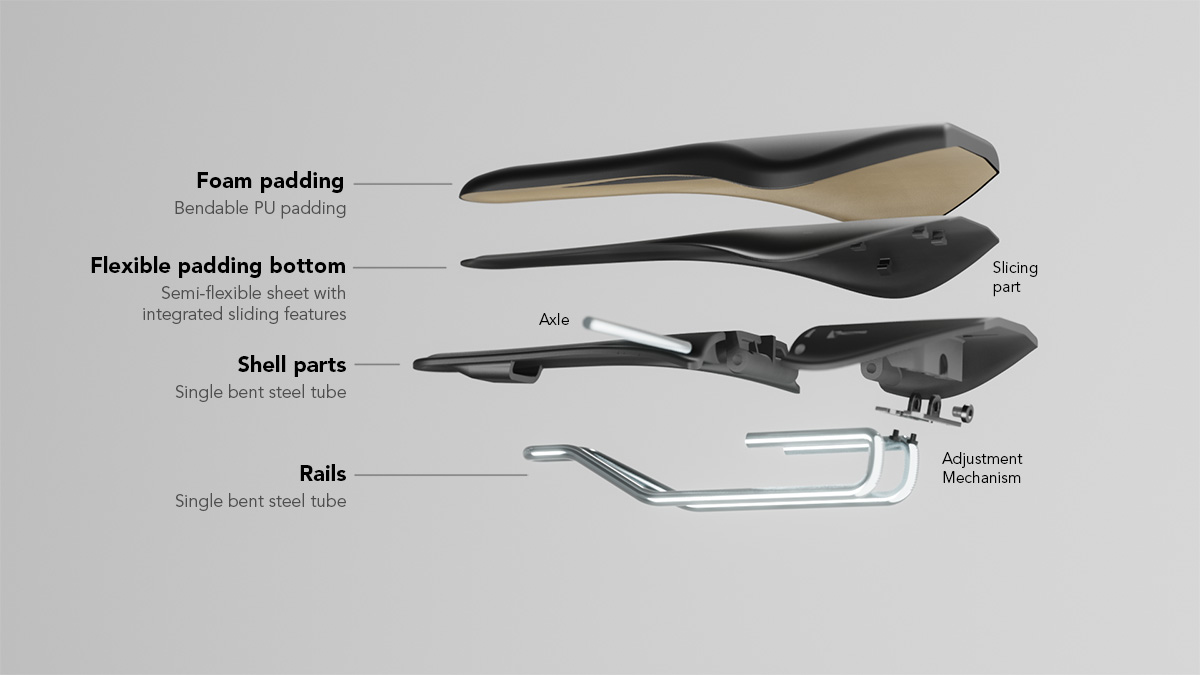 Foam padding
Bendable PU padding
Flexible padding bottom
Semi-flexible sheet with
integrated sliding features
Slicing
part
Axle
Shell parts
Single bent steel tube
Adjustment
Mechanism
Rails
Single bent steel tube